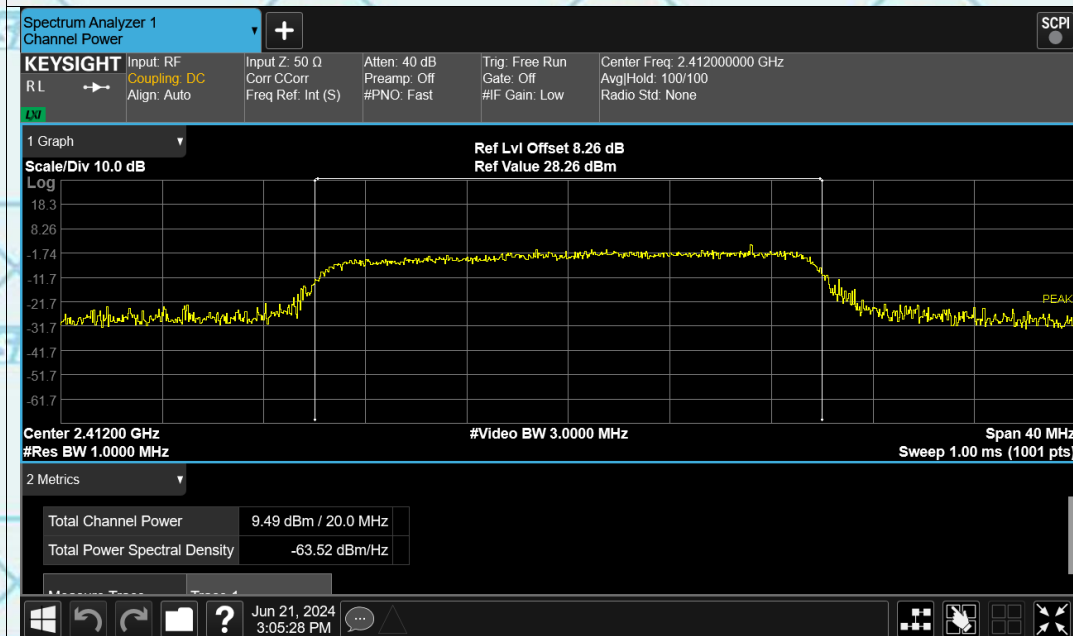 Spectrum Analyzer 1
Channel Power
+
SCPI
KEYSIGHT
RL
LXI
Input: RF
Coupling: DC
Align: Auto
Input Z: 50 Ω
Corr CCorr
Freq Ref: Int (S)
Atten: 40 dB
Preamp: Off
#PNO: Fast
Trig: Free Run
Gate: Off
#IF Gain: Low
Center Freq: 2.412000000 GHz
Avg|Hold: 100/100
Radio Std: None
1 Graph
Ref Lvl Offset 8.26 dB
Scale/Div 10.0 dB
Ref Value 28.26 dBm
Log
18.3
8.26
-1.74
-11.7
-21.7
PEAK
-31.7
-41.7
-51.7
-61.7
Center 2.41200 GHz
#Video BW 3.0000 MHz
Span 40 MHz
#Res BW 1.0000 MHz
Sweep 1.00 ms (1001 pts)
2 Metrics
Total Channel Power 9.49 dBm / 20.0 MHz
Total Power Spectral Density -63.52 dBm/Hz
?
Jun 21, 2024
3:05:28 PM